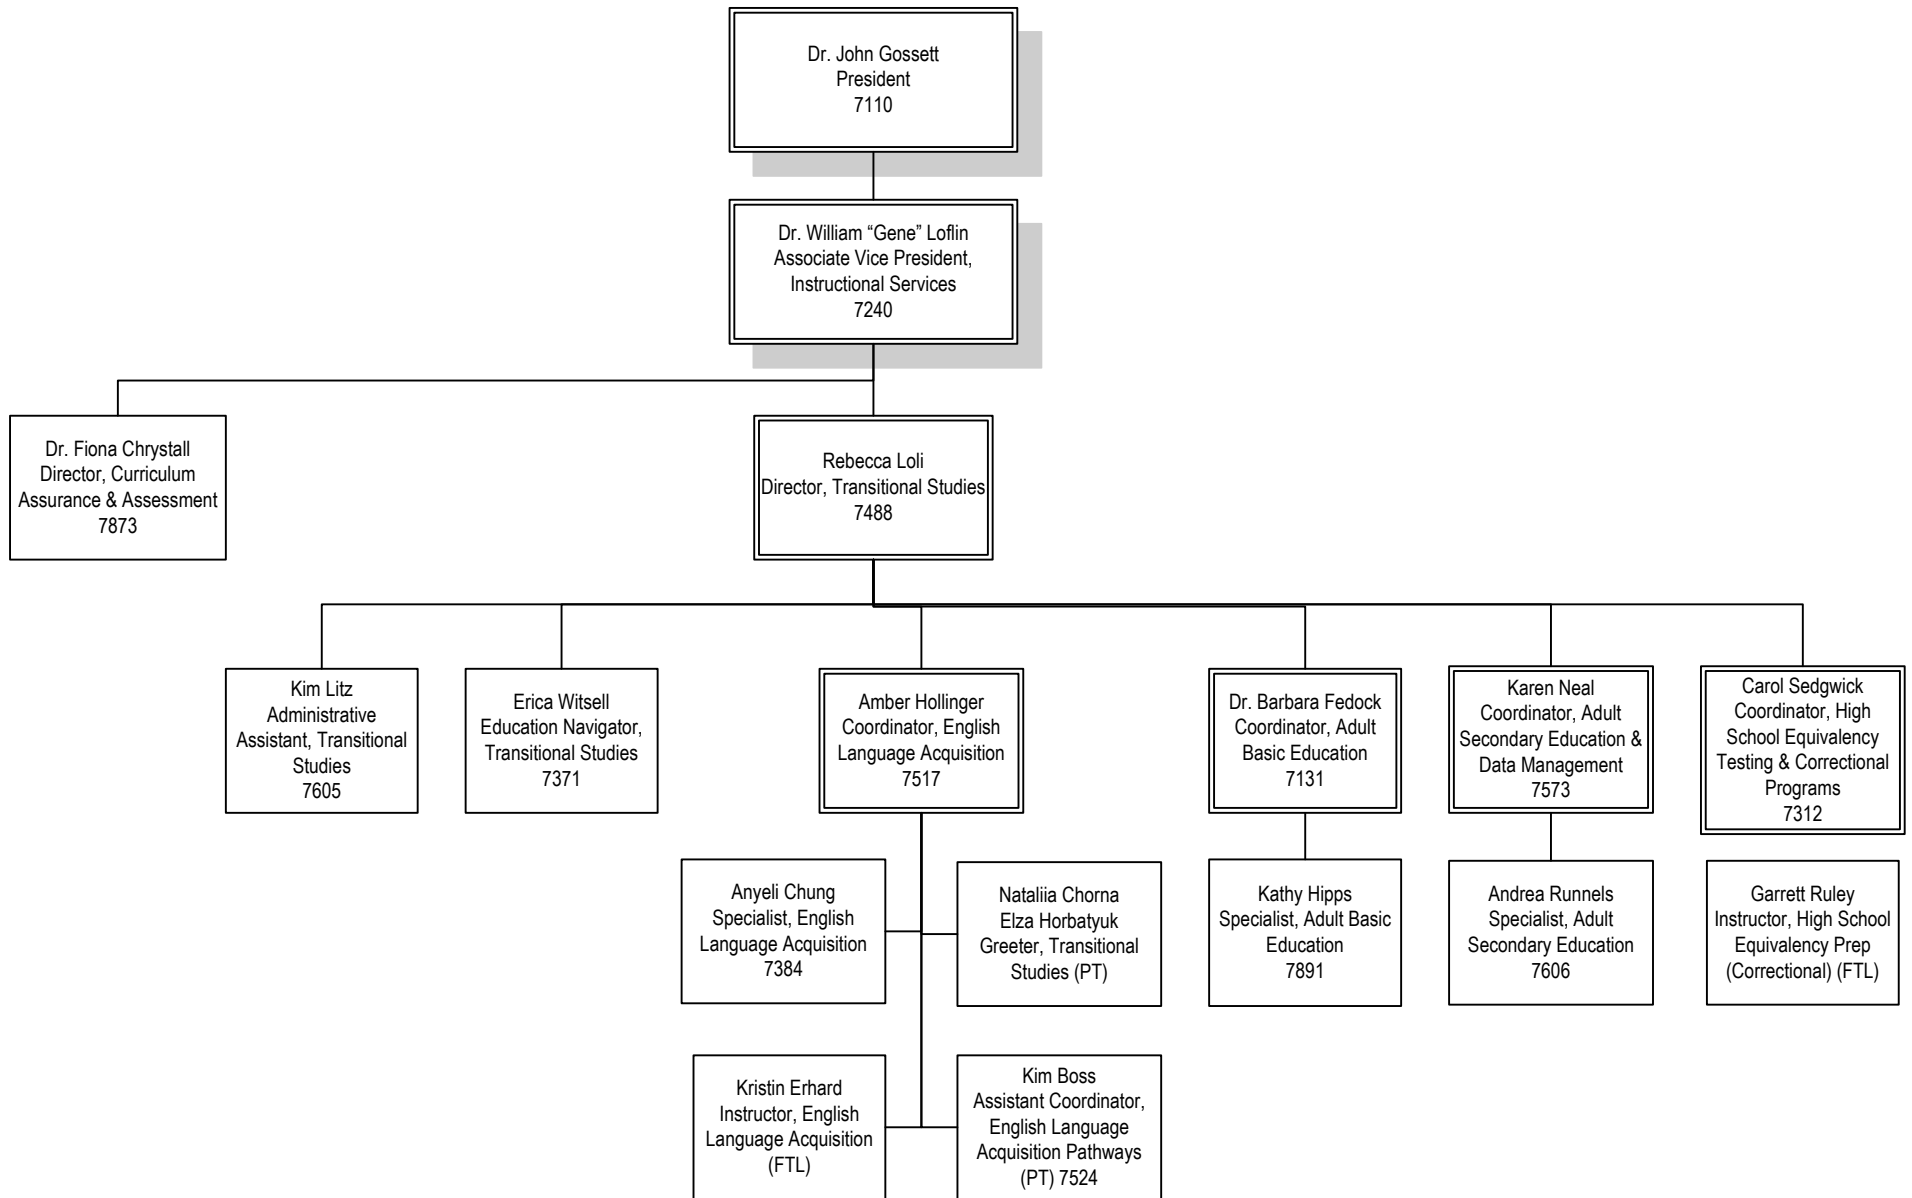 Dr. John Gossett
President
7110
Dr. William “Gene” Loflin
Associate Vice President,
Instructional Services
7240
Dr. Fiona Chrystall
Director, Curriculum
Assurance & Assessment
7873
Rebecca Loli
Director, Transitional Studies
7488
Kim Litz
Administrative
Assistant, Transitional
Studies
7605
Erica Witsell
Education Navigator,
Transitional Studies
7371
Amber Hollinger
Coordinator, English
Language Acquisition
7517
Dr. Barbara Fedock
Coordinator, Adult
Basic Education
7131
Karen Neal
Coordinator, Adult
Secondary Education &
Data Management
7573
Carol Sedgwick
Coordinator, High
School Equivalency
Testing & Correctional
Programs
7312
Anyeli Chung
Specialist, English
Language Acquisition
7384
Nataliia Chorna
Elza Horbatyuk
Greeter, Transitional
Studies (PT)
Kathy Hipps
Specialist, Adult Basic
Education
7891
Andrea Runnels
Specialist, Adult
Secondary Education
7606
Garrett Ruley
Instructor, High School
Equivalency Prep
(Correctional) (FTL)
Kristin Erhard
Instructor, English
Language Acquisition
(FTL)
Kim Boss
Assistant Coordinator,
English Language
Acquisition Pathways
(PT) 7524